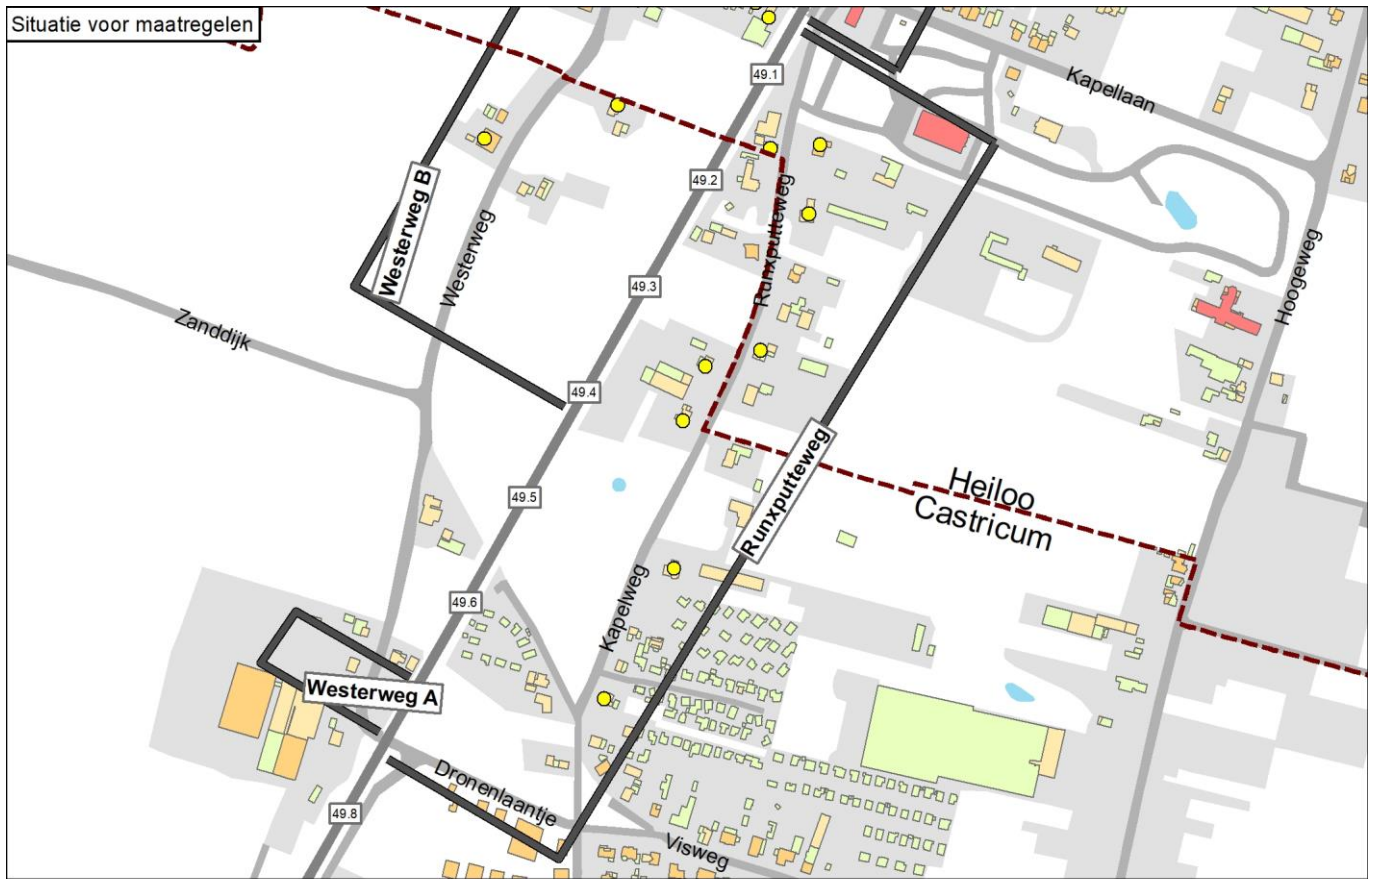 Situatie voor maatregelen
49.1
Kapellaan
49.2
Westerweg B
Westerweg
Runxputteweg
Hoogeweg
49.3
Zanddijk
49.4
Runxputteweg
Heiloo
Castricum
49.5
Kapelweg
49.6
Westerweg A
Dronenlaantje
49.8
Visweg